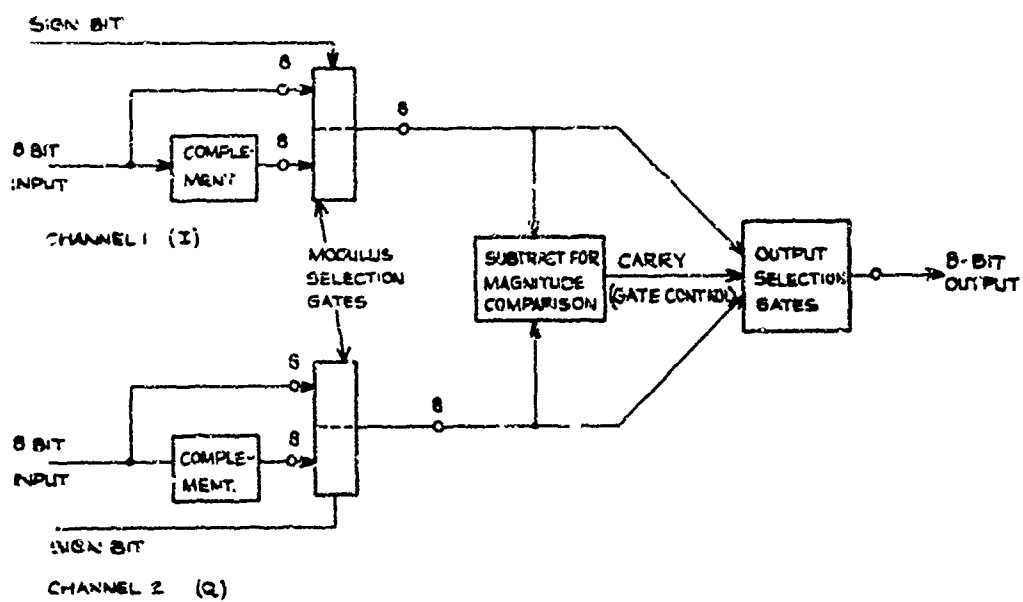 SIGN BIT
8
8
8
8 BIT
INPUT
COMPLE-
MENT
CHANNEL 1 (I)
MODULUS
SELECTION
GATES
SUBTRACT FOR
MAGNITUDE
COMPARISON
CARRY
(GATE CONTROL)
OUTPUT
SELECTION
GATES
8-BIT
OUTPUT
8
8
8
8 BIT
INPUT
COMPLE-
MENT.
SIGN BIT
CHANNEL 2 (Q)